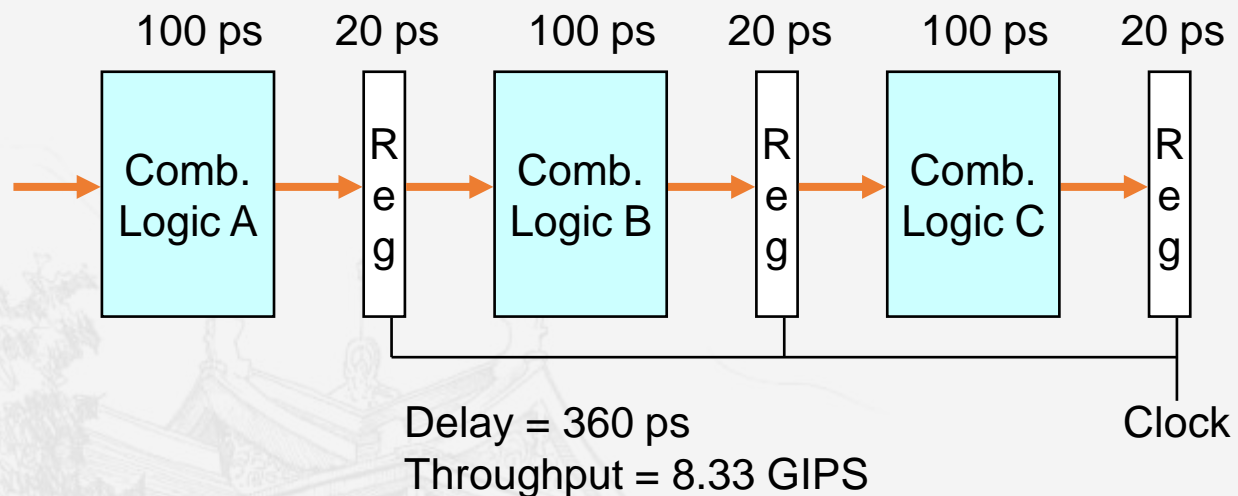 100 ps 20 ps 100 ps 20 ps 100 ps 20 ps
Comb.
Logic A
R
e
g
Comb.
Logic B
R
e
g
Comb.
Logic C
R
e
g
Delay = 360 ps
Throughput = 8.33 GIPS
Clock